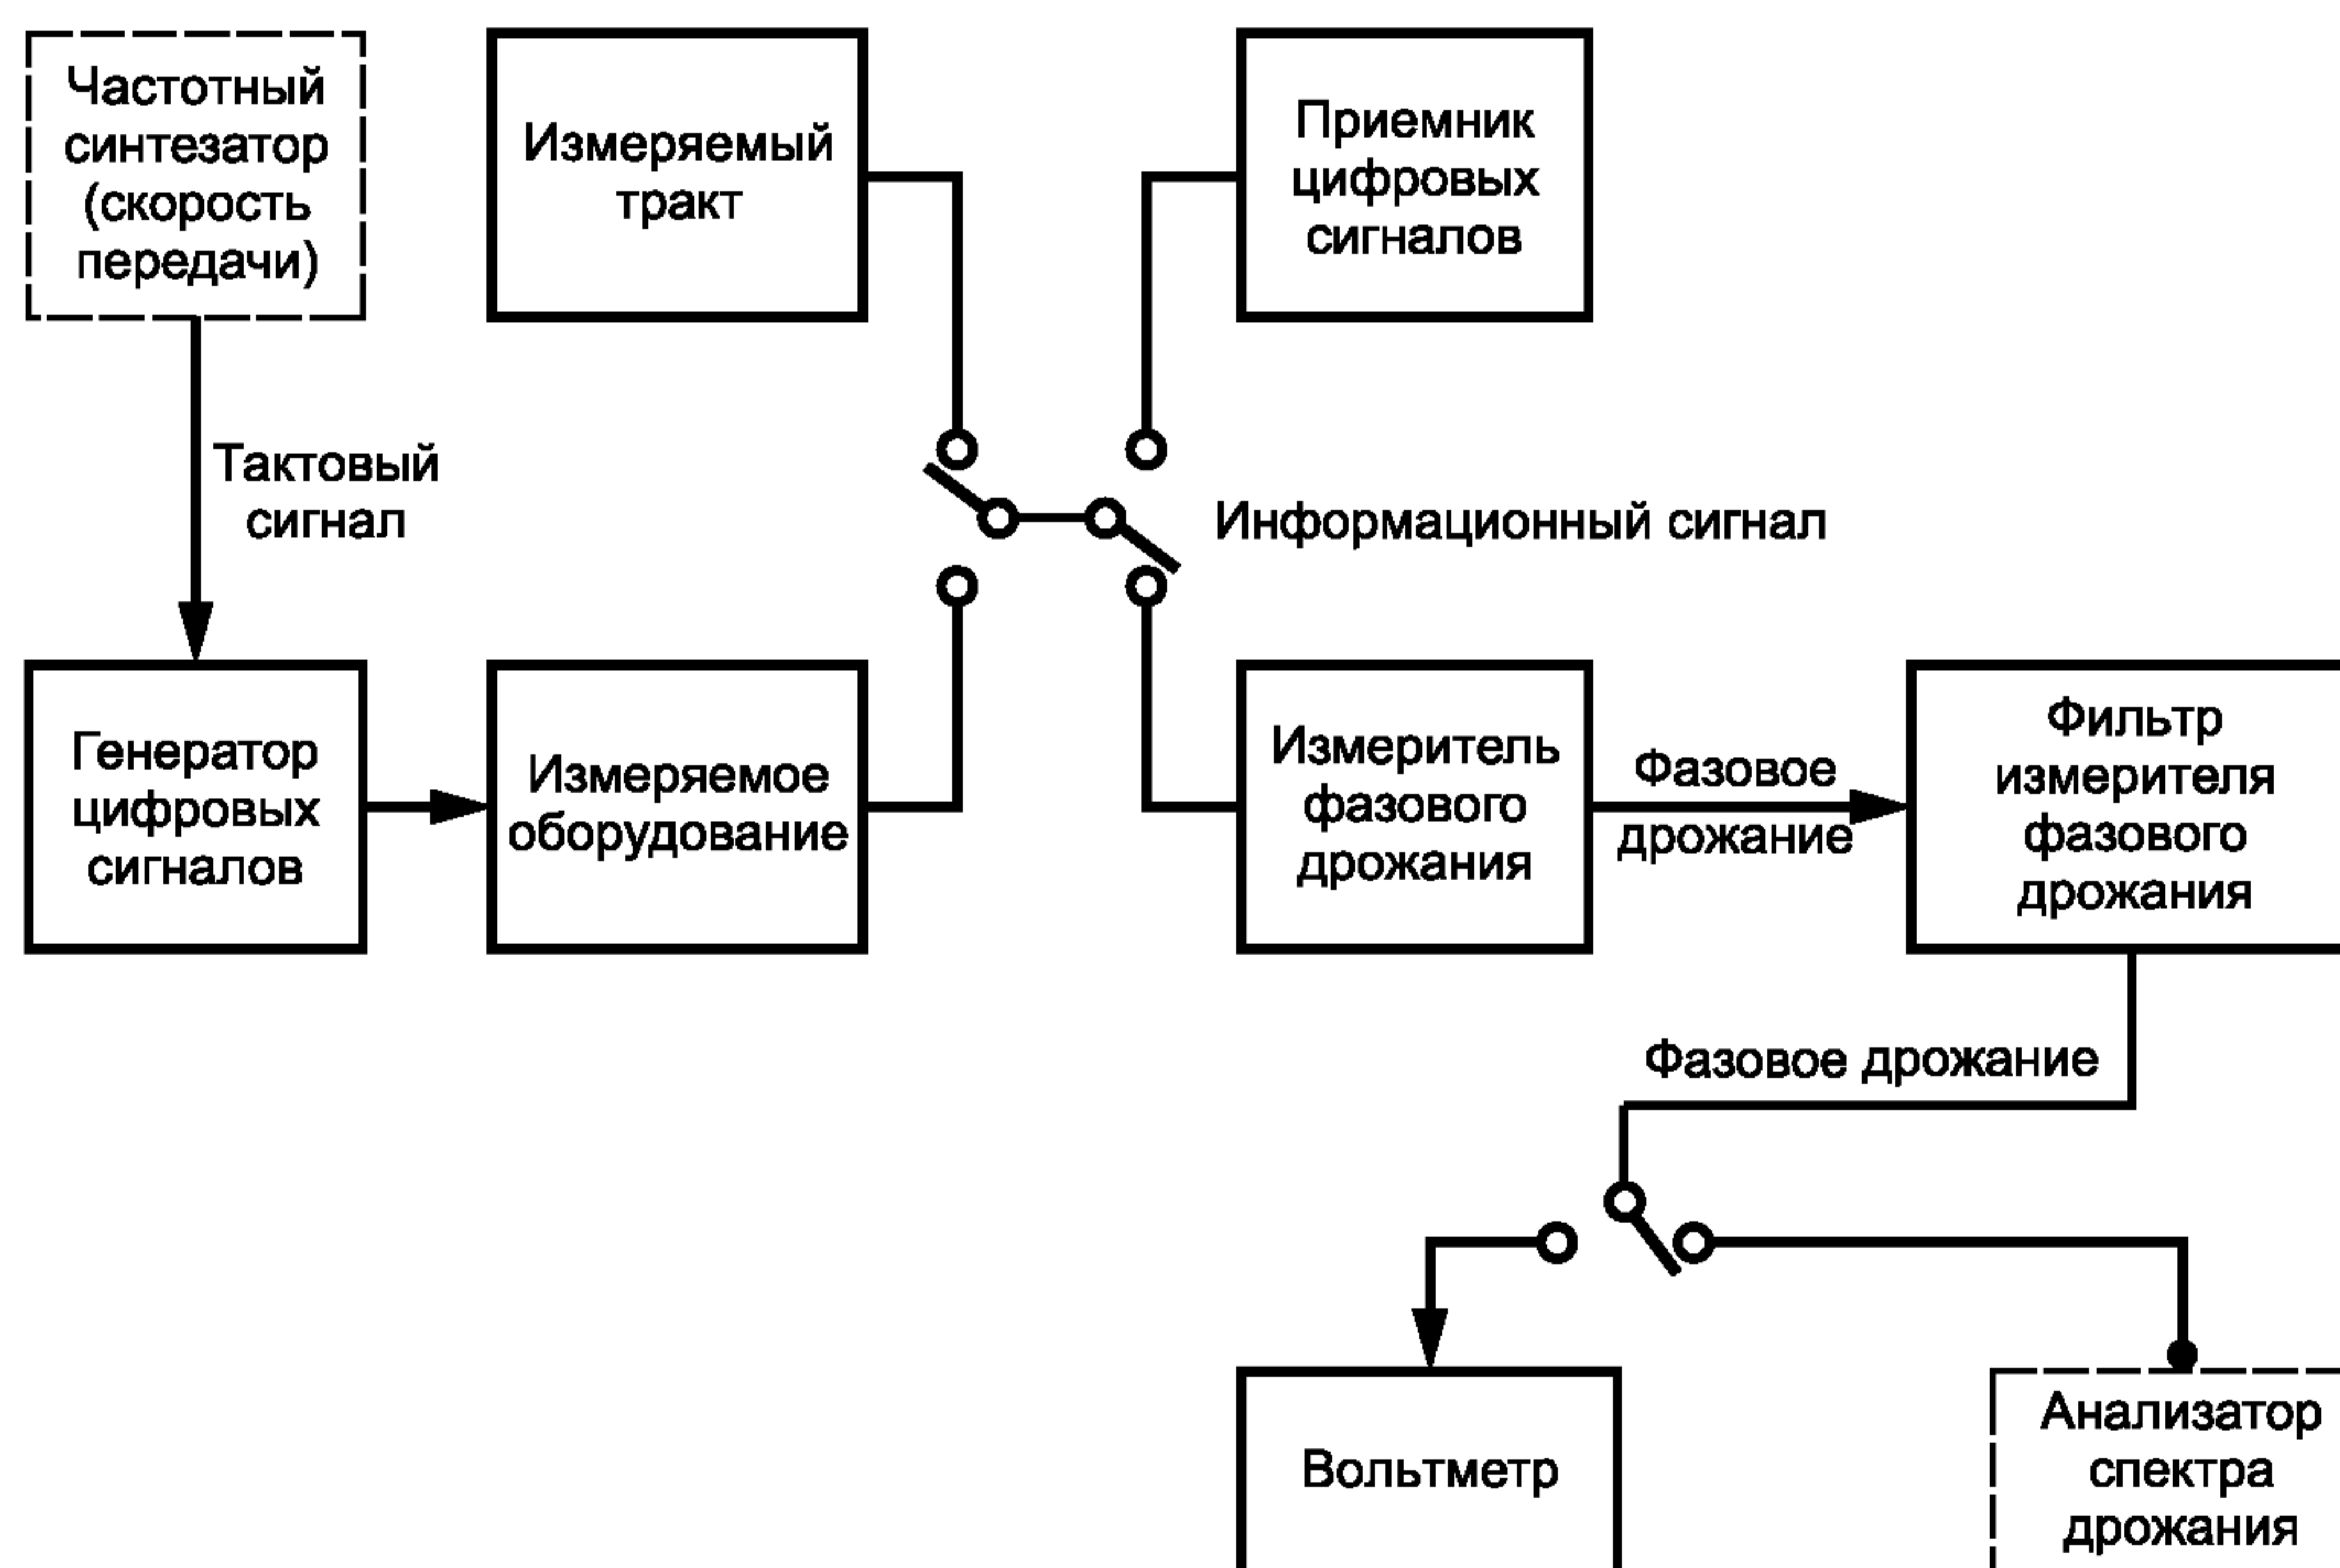 Частотный
синтезатор
(скорость
передачи)
Измеряемый
тракт
Приемник
цифровых
сигналов
Тактовый
сигнал
Информационный сигнал
Генератор
цифровых
сигналов
Измеряемое
оборудование
Измеритель
фазового
дрожания
Фазовое
дрожание
Фильтр
измерителя
фазового
дрожания
Фазовое дрожание
Вольтметр
Анализатор
спектра
дрожания